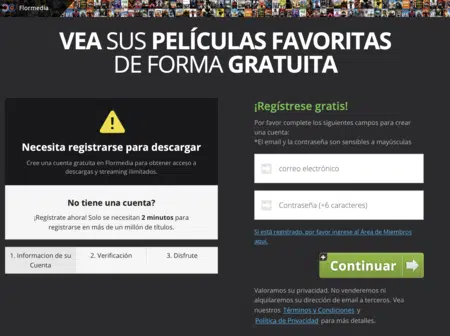 Flormedia
VEA SUS PELÍCULAS FAVORITAS
DE FORMA GRATUITA
Necesita registrarse para descargar
Cree una cuenta gratuita en Flormedia para obtener acceso a
descargas y streaming ilimitados.
No tiene una cuenta?
¡Regístrate ahora! Solo se necesitan 2 minutos para
registrarse en más de un millón de títulos.
1. Informacion de su
Cuenta
2. Verificación
3. Disfrute
¡Regístrese gratis!
Por favor complete los siguientes campos para crear
una cuenta:
*El email y la contraseña son sensibles a mayúsculas
correo electrónico
Contraseña (+6 caracteres)
Si está registrado, por favor ingrese al Área de Miembros
aquí.
Continuar
Valoramos su privacidad. No venderemos ni
alquilaremos su dirección de email a terceros. Vea
nuestros Términos y Condiciones y
Política de Privacidad para más detalles.